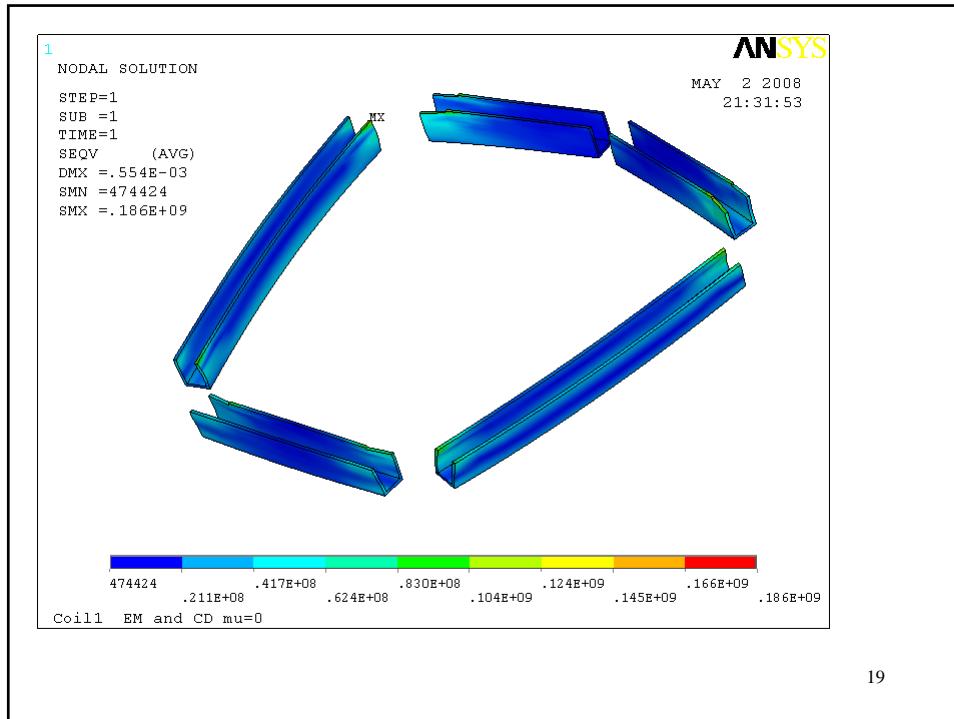 1
ANSYS
NODAL SOLUTION
MAY 2 2008
21:31:53
STEP=1
SUB =1
TIME=1
SEQV (AVG)
DMX =.554E-03
SMN =474424
SMX =.186E+09
MX
474424 .417E+08 .830E+08 .124E+09 .166E+09
.211E+08 .624E+08 .104E+09 .145E+09 .186E+09
Coil1 EM and CD mu=0
19